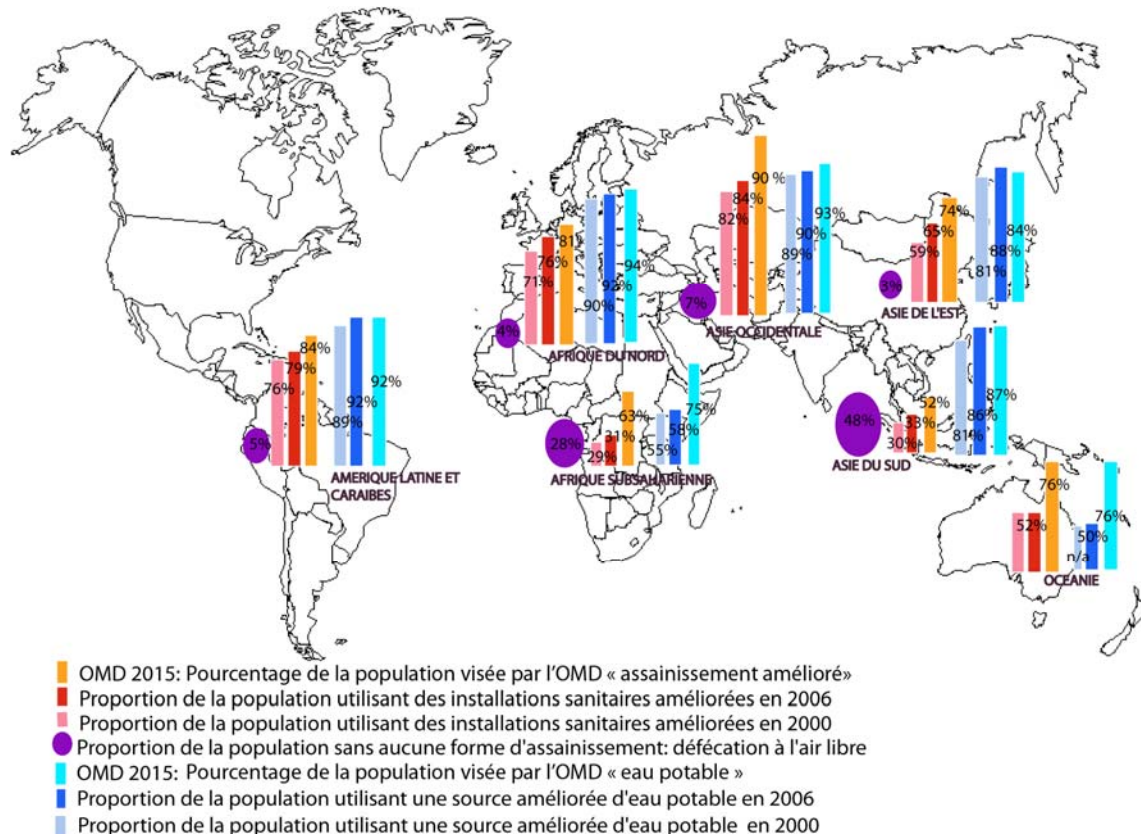 90 %
84%
82%
93%
90%
89%
7%
ASIE OCCIDENTALE
74%
65%
59%
84%
88%
81%
3%
ASIE DE L'EST
81%
76%
71%
94%
92%
90%
4%
AFRIQUE DU NORD
84%
79%
76%
92%
92%
89%
5%
AMERIQUE LATINE ET
CARAIBES
63%
31%
29%
75%
58%
55%
28%
AFRIQUE SUBSAHARIENNE
52%
33%
30%
87%
86%
81%
48%
ASIE DU SUD
76%
52%
76%
50%
n/a
OCEANIE
OMD 2015: Pourcentage de la population visée par l'OMD « assainissement amélioré»
Proportion de la population utilisant des installations sanitaires améliorées en 2006
Proportion de la population utilisant des installations sanitaires améliorées en 2000
Proportion de la population sans aucune forme d'assainissement: défécation à l'air libre
OMD 2015: Pourcentage de la population visée par l'OMD « eau potable »
Proportion de la population utilisant une source améliorée d'eau potable en 2006
Proportion de la population utilisant une source améliorée d'eau potable en 2000